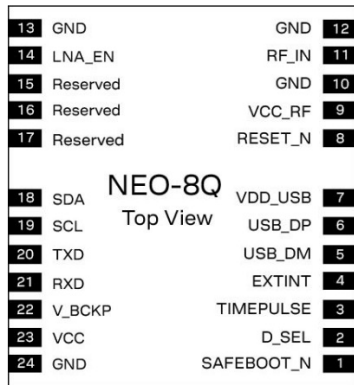 13 GND GND 12
14 LNA_EN RF_IN 11
15 Reserved GND 10
16 Reserved VCC_RF 9
17 Reserved RESET_N 8
NEO-8Q
Top View
18 SDA VDD_USB 7
19 SCL USB_DP 6
20 TXD USB_DM 5
21 RXD EXTINT 4
22 V_BCKP TIMEPULSE 3
23 VCC D_SEL 2
24 GND SAFEBOOT_N 1